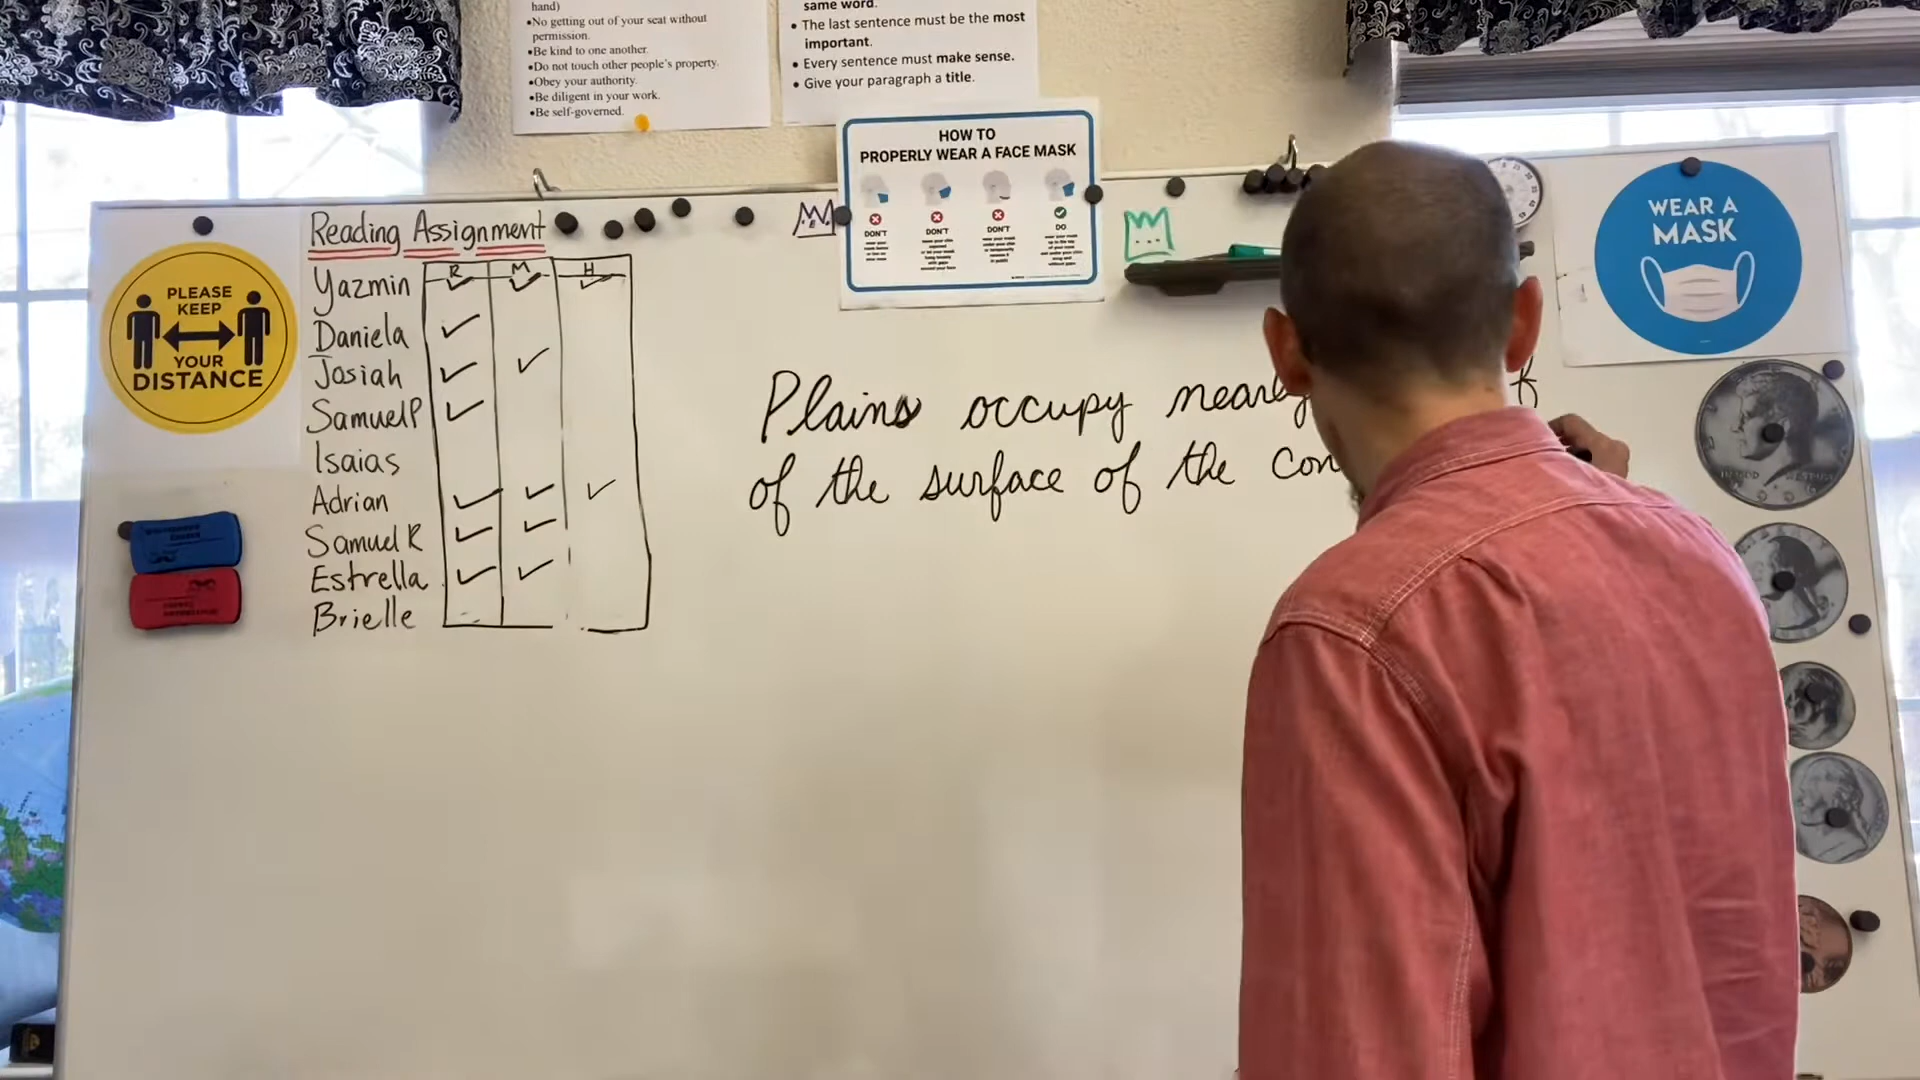 hand)
•No getting out of your seat without
permission.
•Be kind to one another.
•Do not touch other people's property.
•Obey your authority.
•Be diligent in your work.
•Be self-governed.
same word.
• The last sentence must be the most
important.
• Every sentence must make sense.
• Give your paragraph a title.
HOW TO
PROPERLY WEAR A FACE MASK
DON'T
DON'T
DON'T
DO
WEAR A
MASK
PLEASE
KEEP
YOUR
DISTANCE
Reading Assignment
R M H
Yazmin
Daniela
Josiah
Samuel P
Isaias
Adrian
Samuel R
Estrella
Brielle
Plains occupy nearly
of the surface of the con